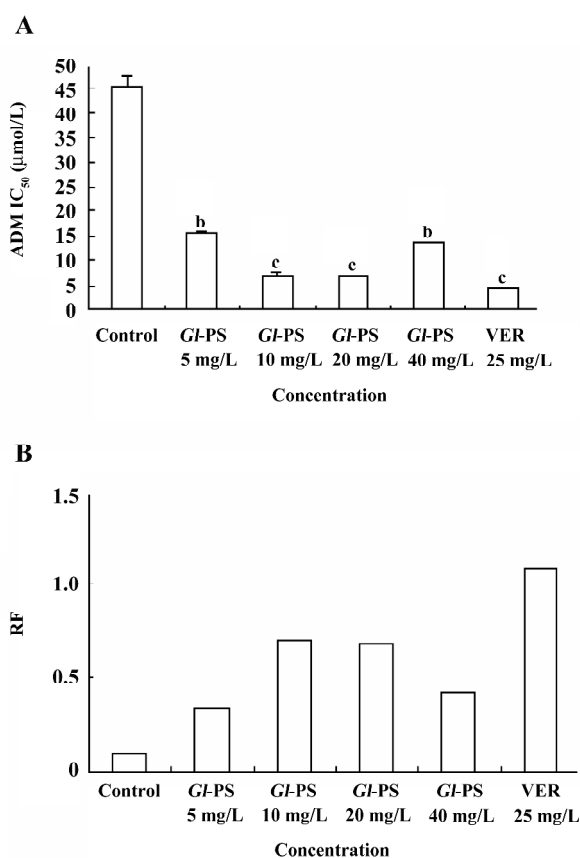 A
ADM IC50 (µmol/L)
50
45
40
35
30
25
20
15
10
5
0
b
c
c
b
c
Control Gl-PS Gl-PS Gl-PS Gl-PS VER
5 mg/L 10 mg/L 20 mg/L 40 mg/L 25 mg/L
Concentration
B
RF
1.5
1.0
0.5
0
Control Gl-PS Gl-PS Gl-PS Gl-PS VER
5 mg/L 10 mg/L 20 mg/L 40 mg/L 25 mg/L
Concentration